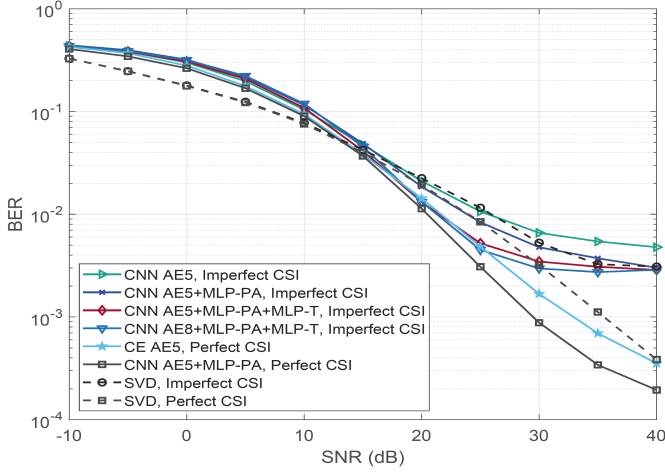 10^0
10^-1
10^-2
10^-3
10^-4
BER
CNN AE5, Imperfect CSI
CNN AE5+MLP-PA, Imperfect CSI
CNN AE5+MLP-PA+MLP-T, Imperfect CSI
CNN AE8+MLP-PA+MLP-T, Imperfect CSI
CE AE5, Perfect CSI
CNN AE5+MLP-PA, Perfect CSI
SVD, Imperfect CSI
SVD, Perfect CSI
-10 0 10 20 30 40
SNR (dB)